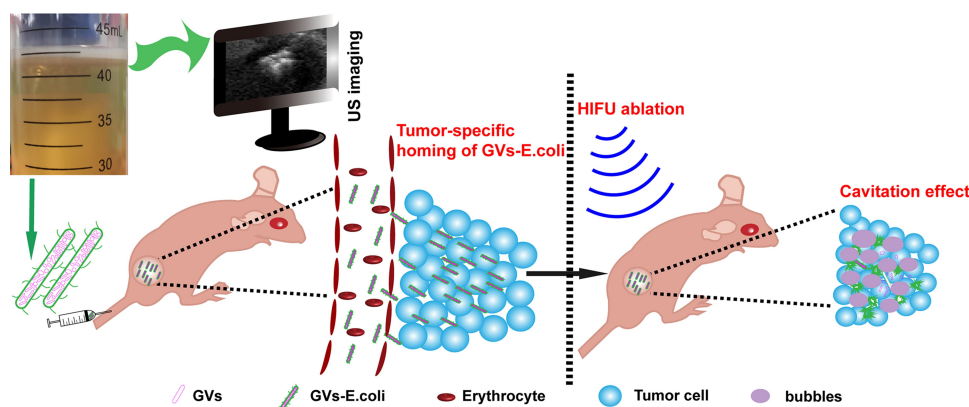 45mL
40
35
30
US imaging
Tumor-specific
homing of GVs-E.coli
HIFU ablation
Cavitation effect
GVs
GVs-E.coli
Erythrocyte
Tumor cell
bubbles